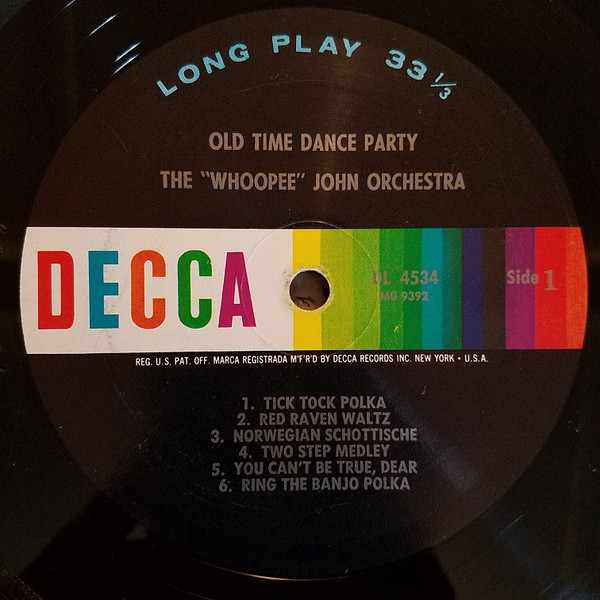 LONG PLAY 33 1/3
OLD TIME DANCE PARTY
THE "WHOOPEE" JOHN ORCHESTRA
DECCA
DL 4534
MG 9392
Side 1
REG. U.S. PAT. OFF. MARCA REGISTRADA M'F'R'D BY DECCA RECORDS INC. NEW YORK • U.S.A.
1. TICK TOCK POLKA
2. RED RAVEN WALTZ
3. NORWEGIAN SCHOTTISCHE
4. TWO STEP MEDLEY
5. YOU CAN'T BE TRUE, DEAR
6. RING THE BANJO POLKA